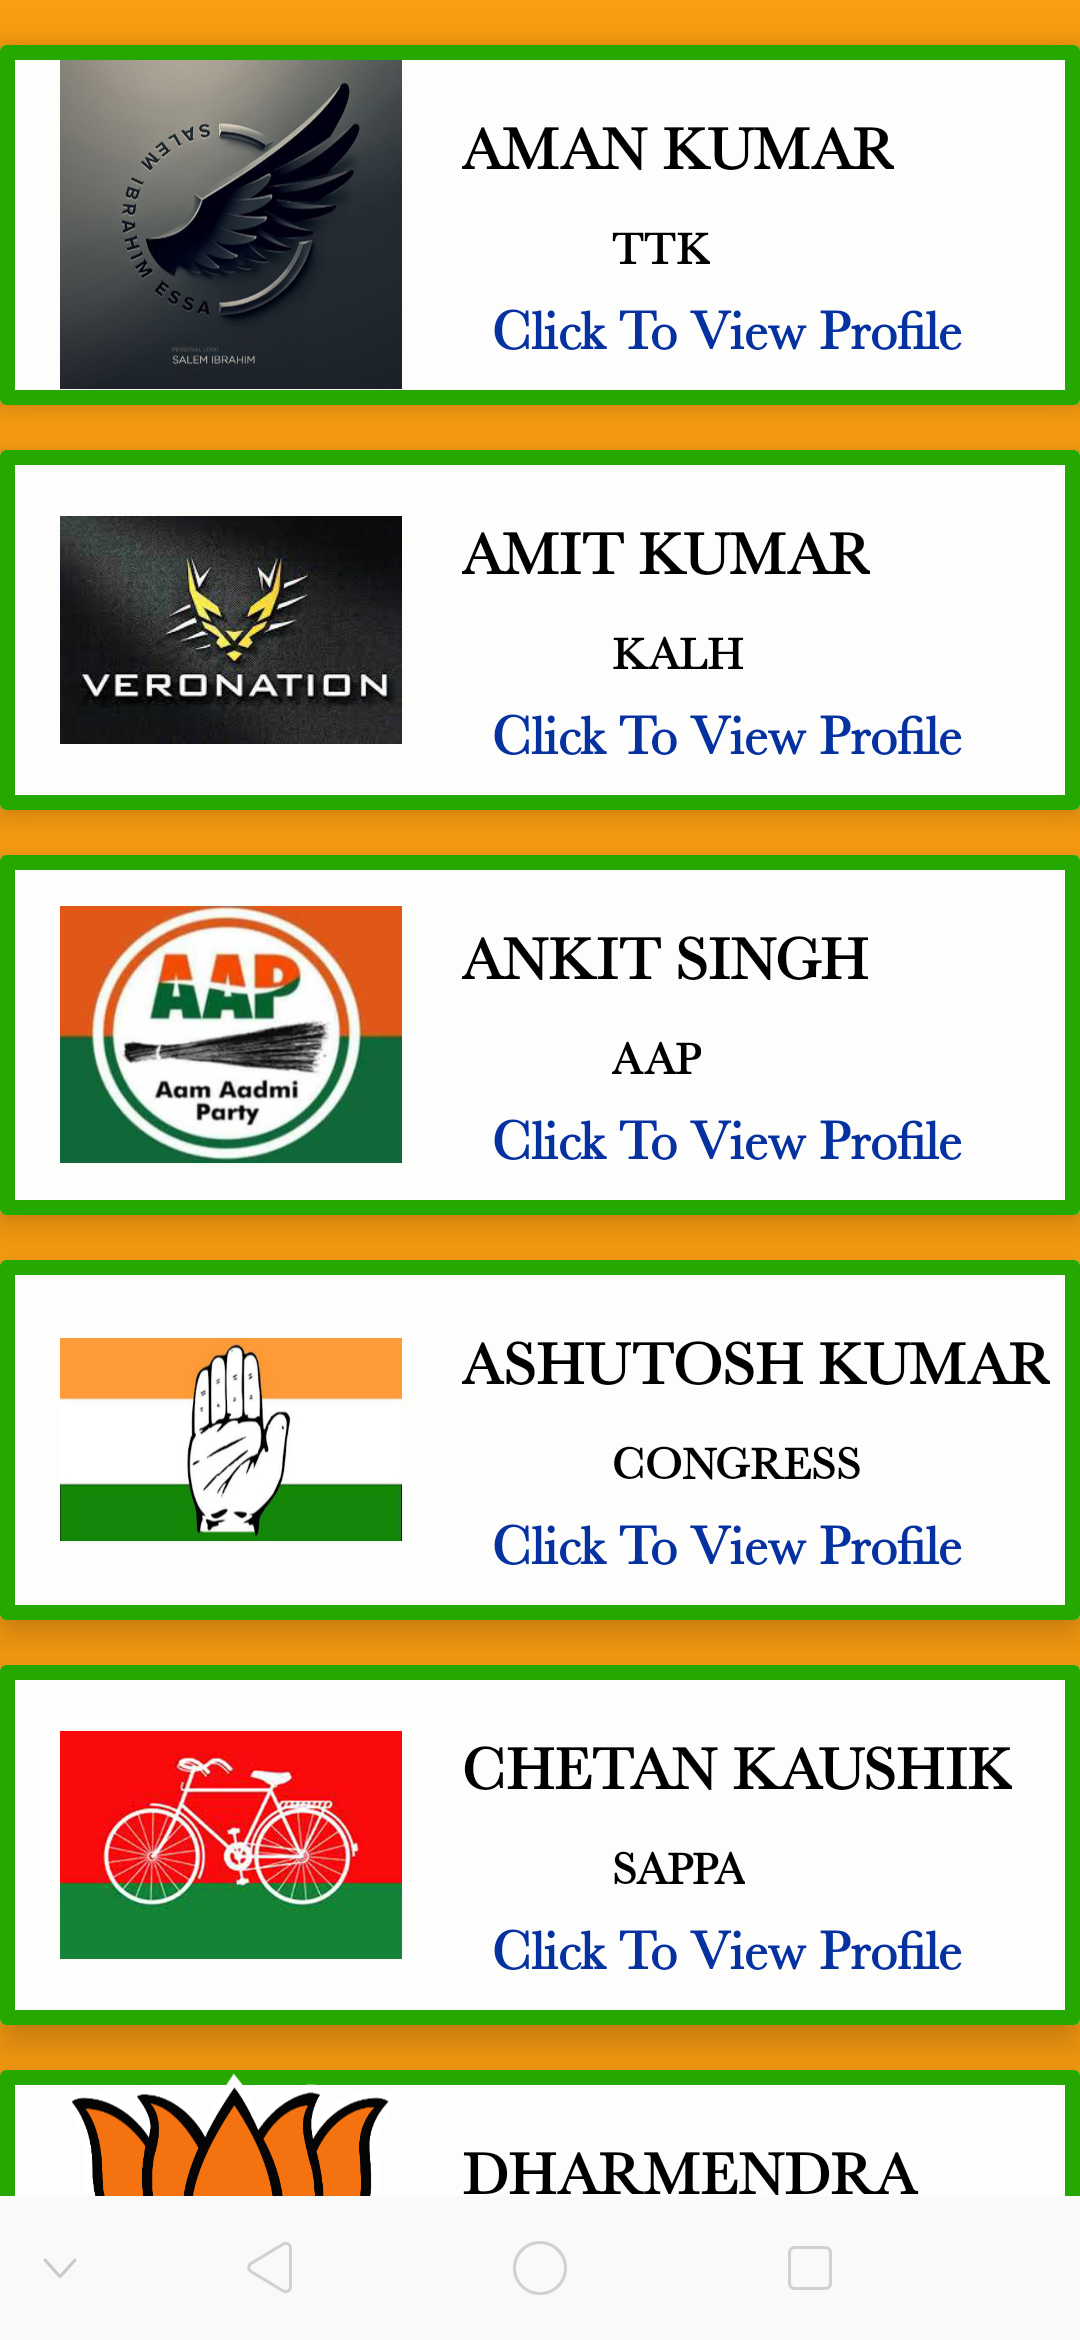 SALEM IBRAHIM ESSA
PERSONAL LOGO
SALEM IBRAHIM
AMAN KUMAR
TTK
Click To View Profile
VERONATION
AMIT KUMAR
KALH
Click To View Profile
AAP
Aam Aadmi
Party
ANKIT SINGH
AAP
Click To View Profile
ASHUTOSH KUMAR
CONGRESS
Click To View Profile
CHETAN KAUSHIK
SAPPA
Click To View Profile
DHARMENDRA